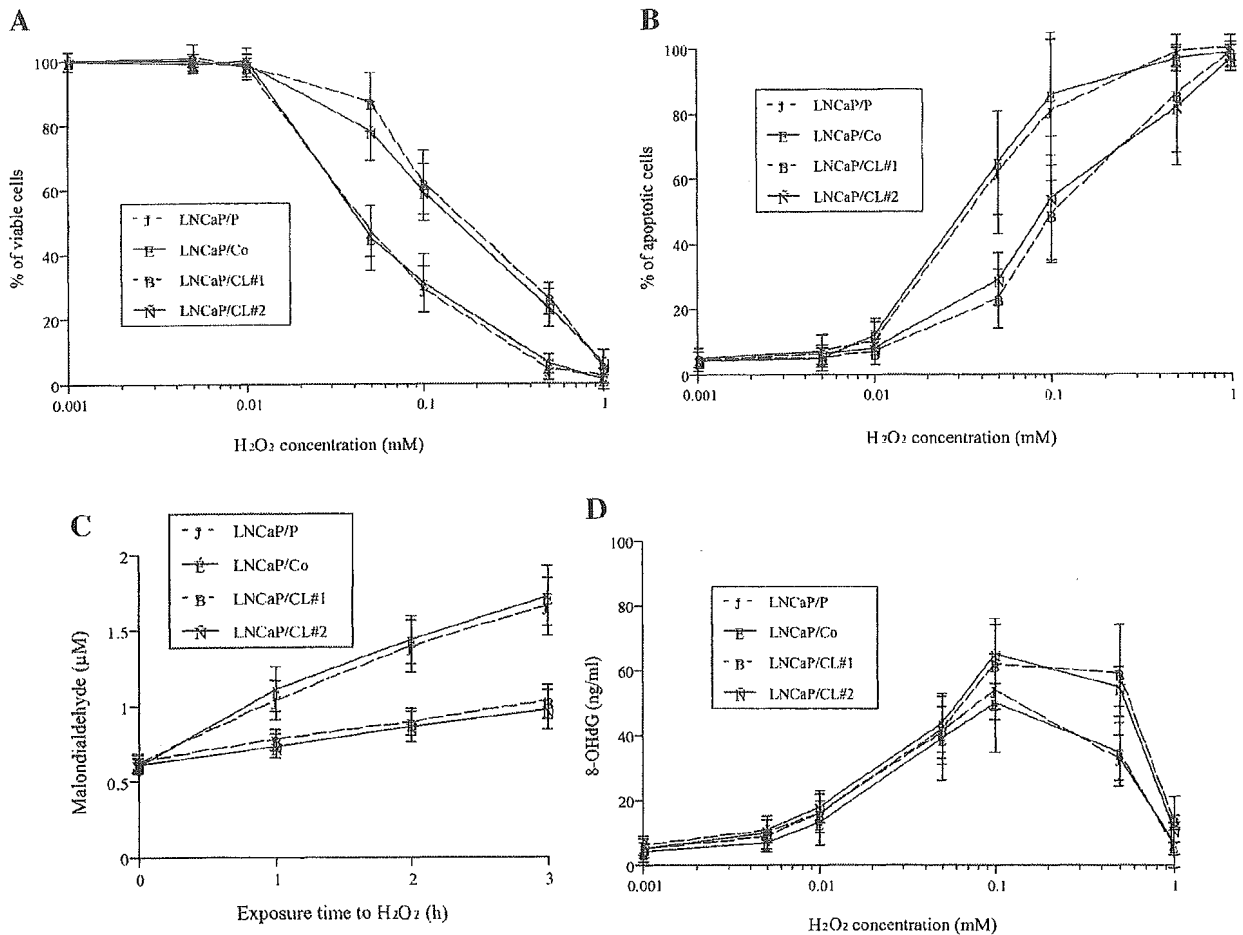 A
% of viable cells
100
80
60
40
20
0
0.001
0.01
0.1
1
H₂O₂ concentration (mM)
J LNCaP/P
E LNCaP/Co
B LNCaP/CL#1
Ñ LNCaP/CL#2
B
% of apoptotic cells
100
80
60
40
20
0
0.001
0.01
0.1
1
H₂O₂ concentration (mM)
J LNCaP/P
E LNCaP/Co
B LNCaP/CL#1
Ñ LNCaP/CL#2
C
Malondialdehyde (μM)
2
1.5
1
0.5
0
0
1
2
3
Exposure time to H₂O₂ (h)
J LNCaP/P
É LNCaP/Co
B LNCaP/CL#1
Ñ LNCaP/CL#2
D
8-OHdG (ng/ml)
100
80
60
40
20
0
0.001
0.01
0.1
1
H₂O₂ concentration (mM)
J LNCaP/P
E LNCaP/Co
B LNCaP/CL#1
Ñ LNCaP/CL#2